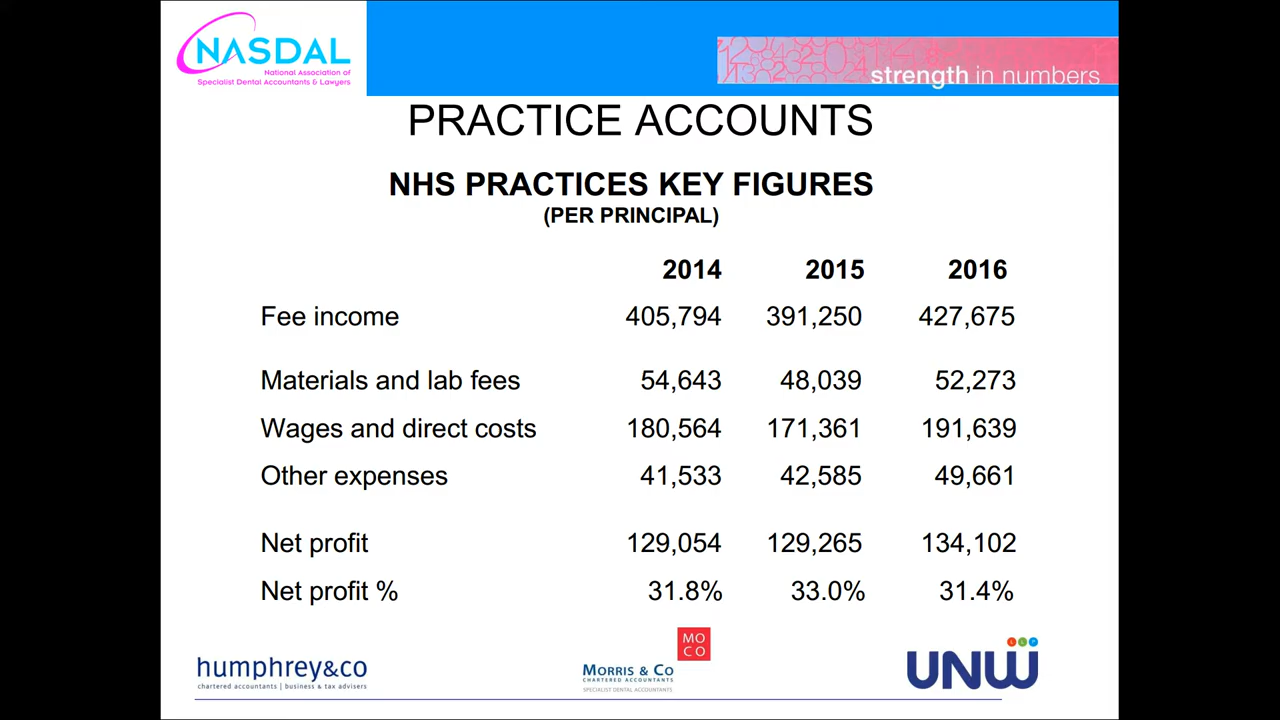 NASDAL
National Association of
Specialist Dental Accountants & Lawyers
strength in numbers
PRACTICE ACCOUNTS
NHS PRACTICES KEY FIGURES
(PER PRINCIPAL)
2014 2015 2016
Fee income 405,794 391,250 427,675
Materials and lab fees 54,643 48,039 52,273
Wages and direct costs 180,564 171,361 191,639
Other expenses 41,533 42,585 49,661
Net profit 129,054 129,265 134,102
Net profit % 31.8% 33.0% 31.4%
humphrey&co
chartered accountants | business & tax advisers
MO
CO
MORRIS & CO
CHARTERED ACCOUNTANTS
SPECIALIST DENTAL ACCOUNTANTS
LLP
UNW